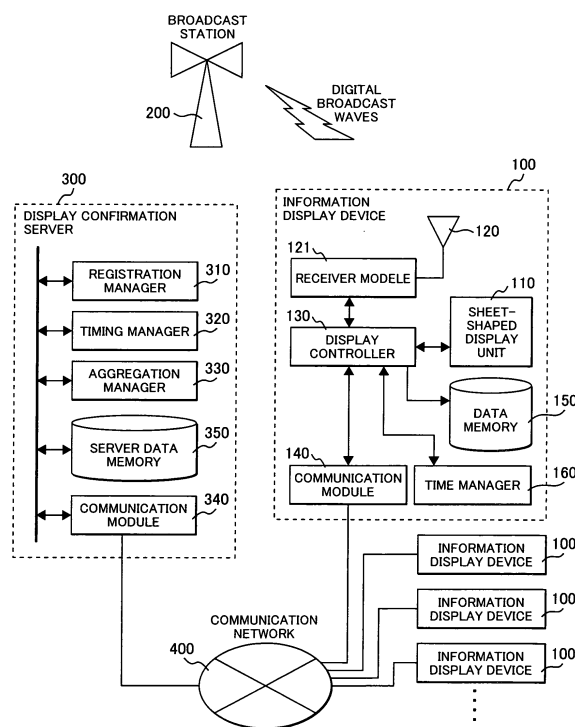 BROADCAST
STATION
200
DIGITAL
BROADCAST
WAVES
300
DISPLAY CONFIRMATION
SERVER
310
REGISTRATION
MANAGER
320
TIMING MANAGER
330
AGGREGATION
MANAGER
350
SERVER DATA
MEMORY
340
COMMUNICATION
MODULE
100
INFORMATION
DISPLAY DEVICE
120
121
RECEIVER MODELE
110
SHEET-
SHAPED
DISPLAY
UNIT
130
DISPLAY
CONTROLLER
150
DATA
MEMORY
140
COMMUNICATION
MODULE
160
TIME MANAGER
100
INFORMATION
DISPLAY DEVICE
100
INFORMATION
DISPLAY DEVICE
100
INFORMATION
DISPLAY DEVICE
COMMUNICATION
NETWORK
400